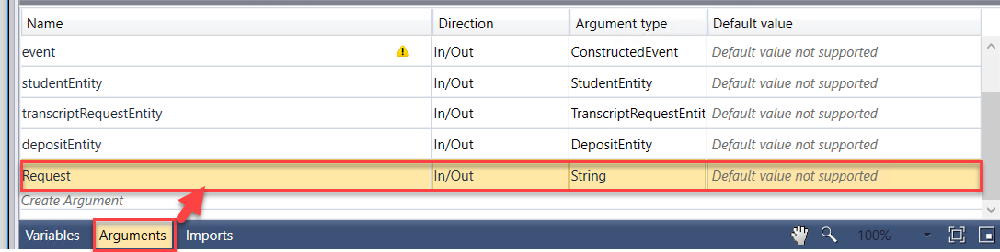 Name Direction Argument type Default value
event In/Out ConstructedEvent Default value not supported
studentEntity In/Out StudentEntity Default value not supported
transcriptRequestEntity In/Out TranscriptRequestEntit Default value not supported
depositEntity In/Out DepositEntity Default value not supported
Request In/Out String Default value not supported
Create Argument
Variables Arguments Imports 100%